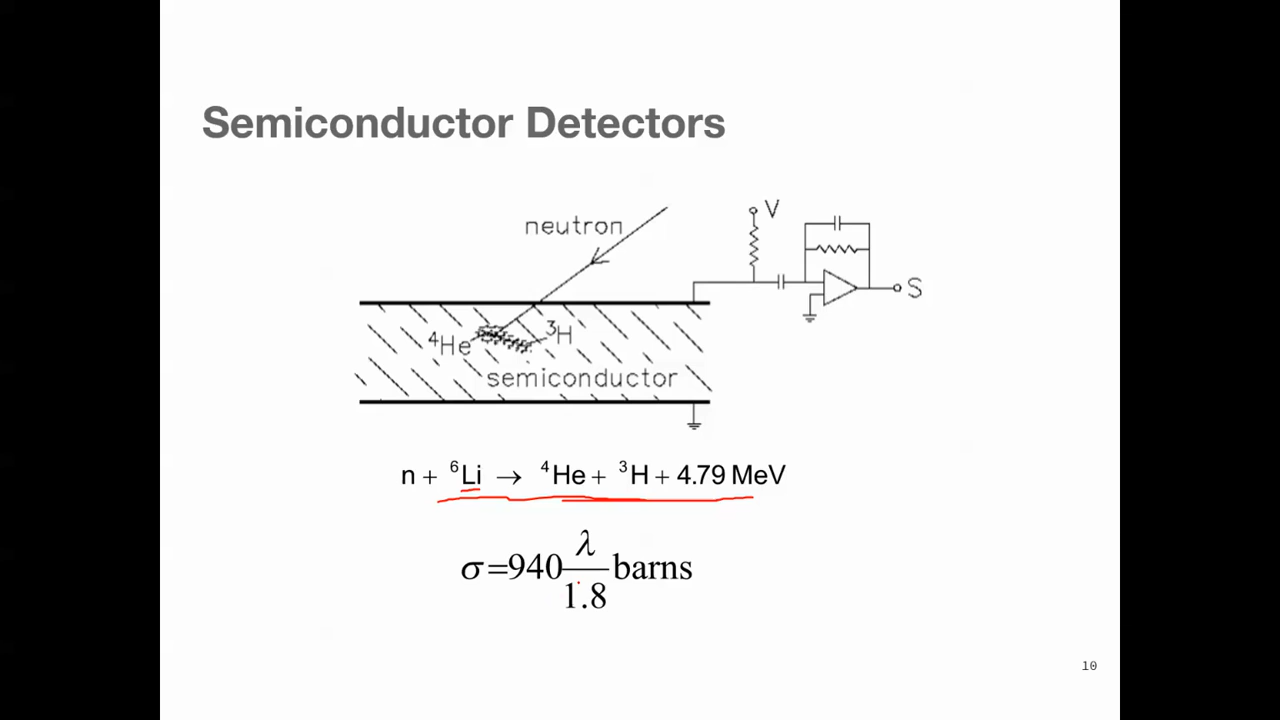 Semiconductor Detectors
neutron
V
S
⁴He
³H
semiconductor
n + ⁶Li → ⁴He + ³H + 4.79 MeV
σ=940 λ/1.8 barns
10